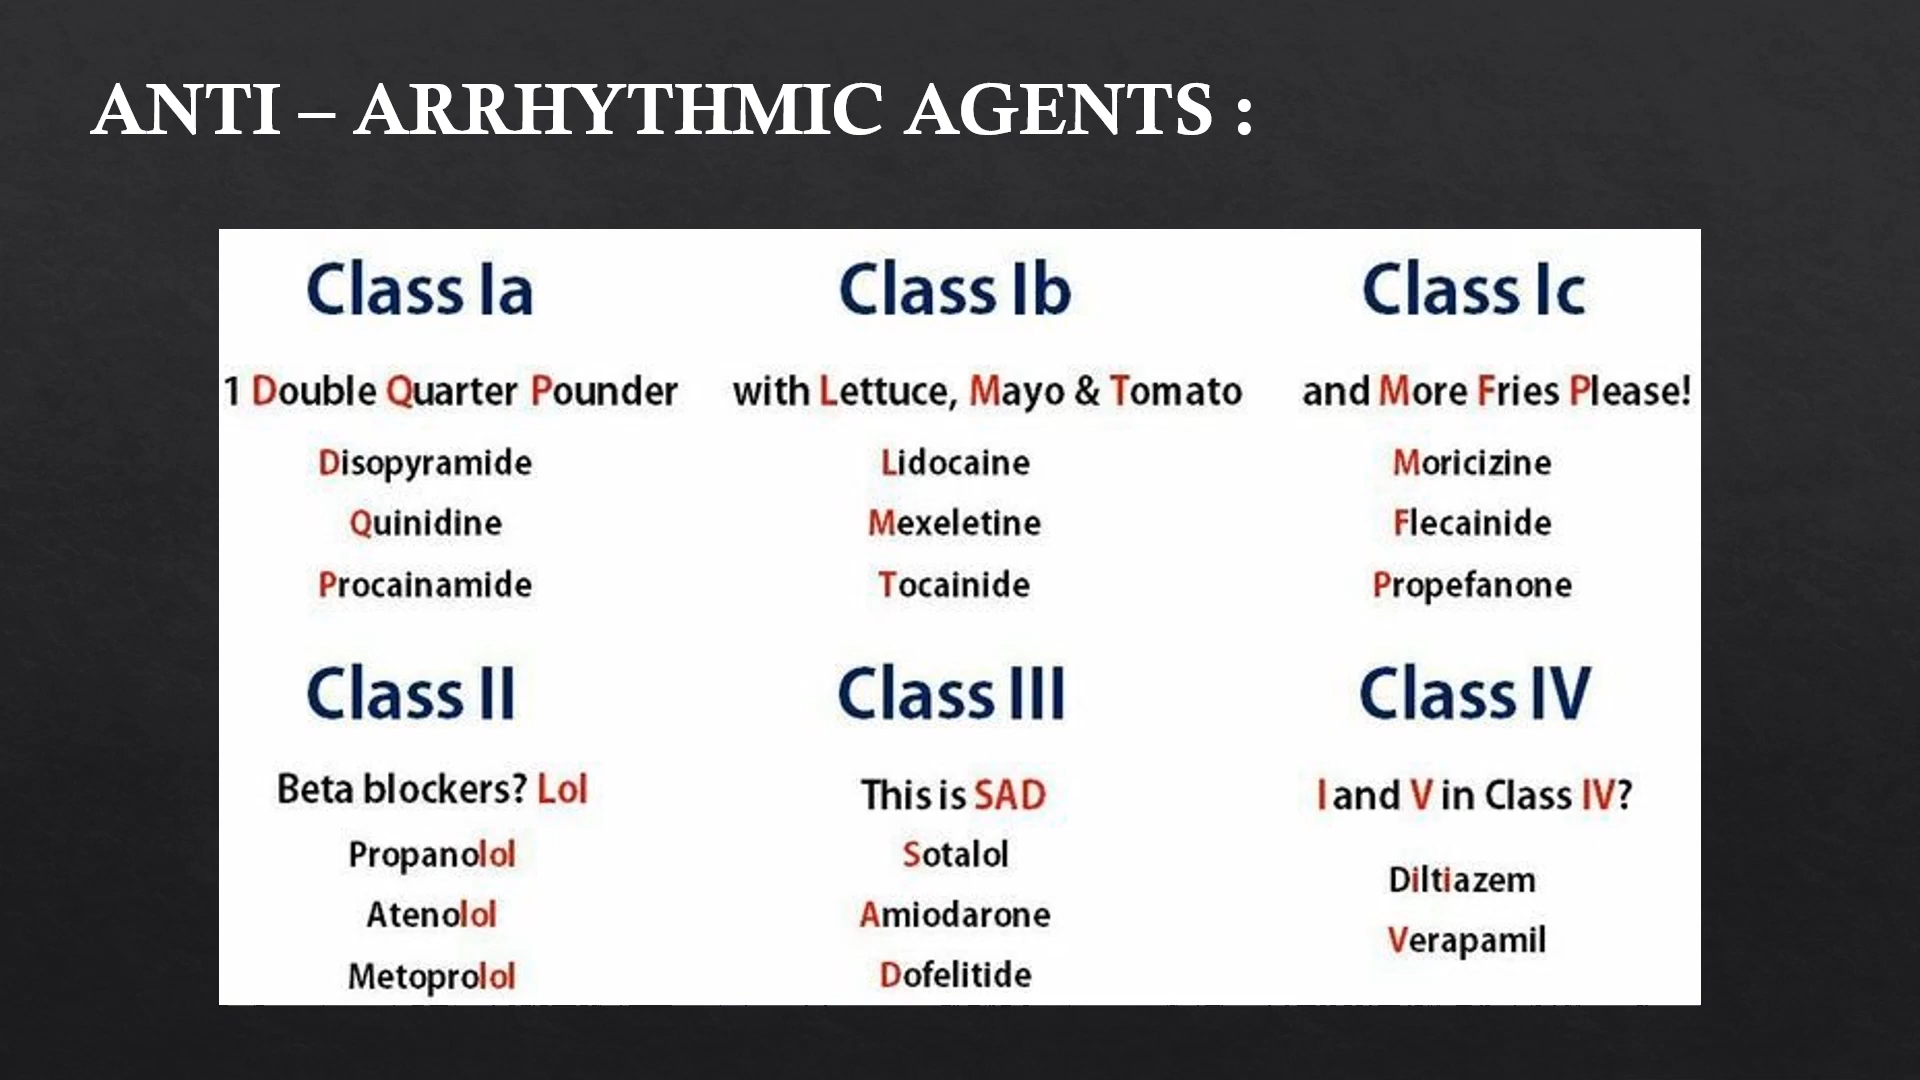 ANTI – ARRHYTHMIC AGENTS :
Class Ia
1 Double Quarter Pounder
Disopyramide
Quinidine
Procainamide
Class Ib
with Lettuce, Mayo & Tomato
Lidocaine
Mexeletine
Tocainide
Class Ic
and More Fries Please!
Moricizine
Flecainide
Propefanone
Class II
Beta blockers? Lol
Propanolol
Atenolol
Metoprolol
Class III
This is SAD
Sotalol
Amiodarone
Dofelitide
Class IV
I and V in Class IV?
Diltiazem
Verapamil